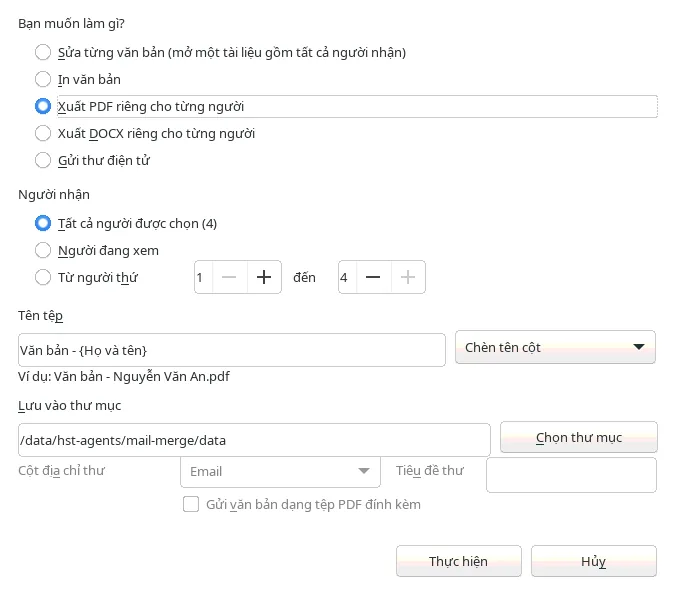 Bạn muốn làm gì?
Sửa từng văn bản (mở một tài liệu gồm tất cả người nhận)
In văn bản
Xuất PDF riêng cho từng người
Xuất DOCX riêng cho từng người
Gửi thư điện tử
Người nhận
Tất cả người được chọn (4)
Người đang xem
Từ người thứ 1 — + đến 4 — +
Tên tệp
Văn bản - {Họ và tên} Chèn tên cột
Ví dụ: Văn bản - Nguyễn Văn An.pdf
Lưu vào thư mục
/data/hst-agents/mail-merge/data Chọn thư mục
Cột địa chỉ thư Email Tiêu đề thư
Gửi văn bản dạng tệp PDF đính kèm
Thực hiện Hủy